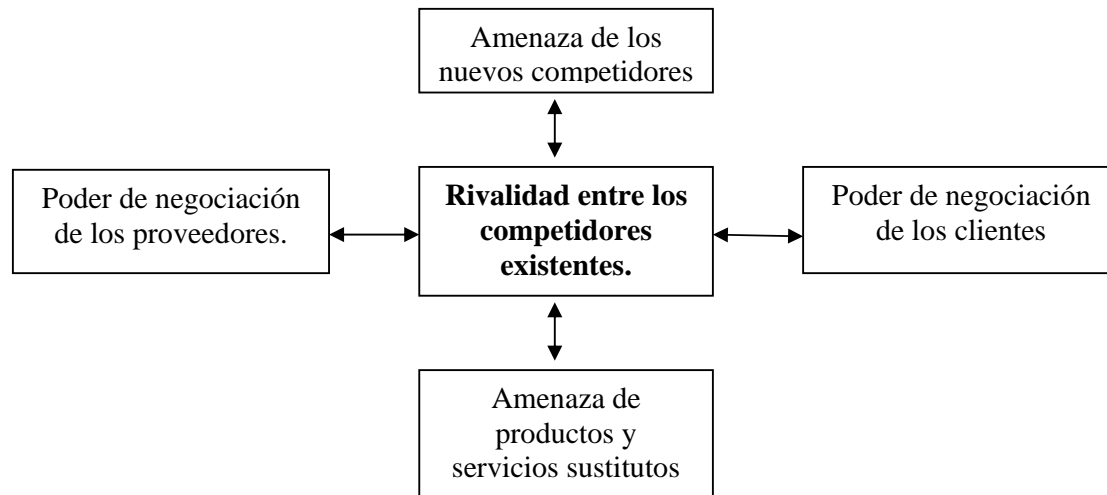 Amenaza de los
nuevos competidores
Poder de negociación
de los proveedores.
Rivalidad entre los
competidores
existentes.
Poder de negociación
de los clientes
Amenaza de
productos y
servicios sustitutos